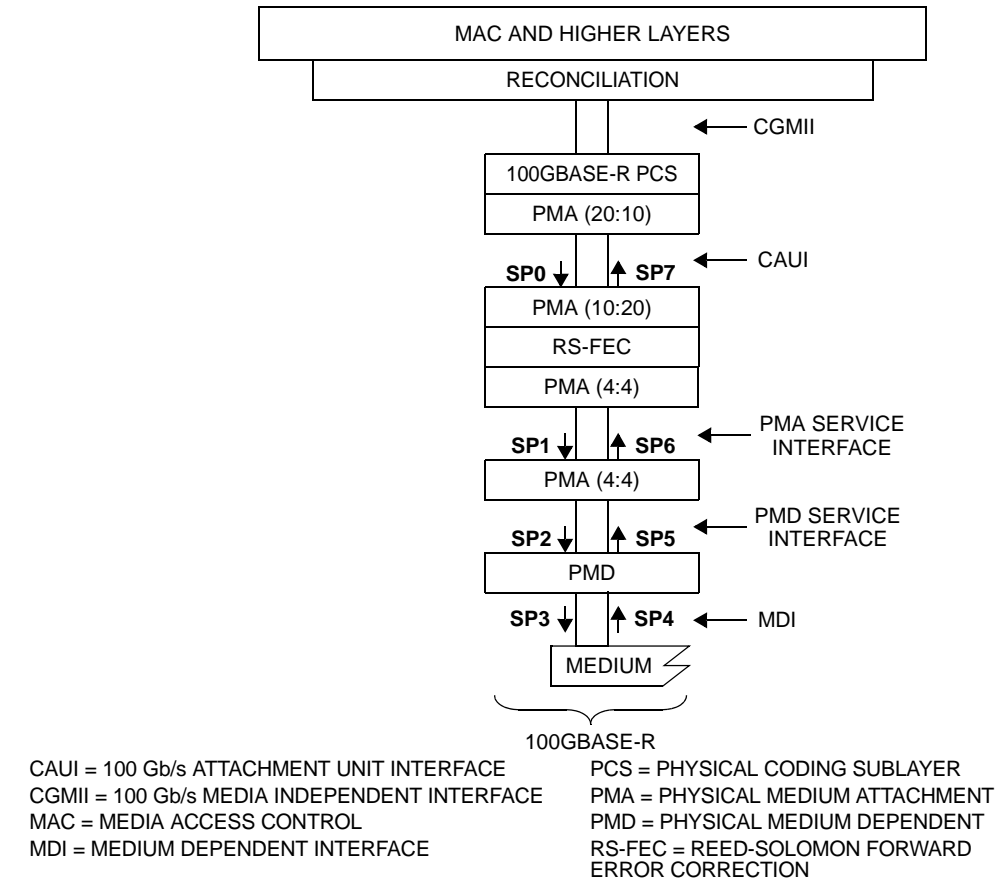 MAC AND HIGHER LAYERS
RECONCILIATION
CGMII
100GBASE-R PCS
PMA (20:10)
CAUI
SP0 SP7
PMA (10:20)
RS-FEC
PMA (4:4)
PMA SERVICE
INTERFACE
SP1 SP6
PMA (4:4)
PMD SERVICE
INTERFACE
SP2 SP5
PMD
SP3 SP4 MDI
MEDIUM
100GBASE-R
CAUI = 100 Gb/s ATTACHMENT UNIT INTERFACE
CGMII = 100 Gb/s MEDIA INDEPENDENT INTERFACE
MAC = MEDIA ACCESS CONTROL
MDI = MEDIUM DEPENDENT INTERFACE
PCS = PHYSICAL CODING SUBLAYER
PMA = PHYSICAL MEDIUM ATTACHMENT
PMD = PHYSICAL MEDIUM DEPENDENT
RS-FEC = REED-SOLOMON FORWARD
ERROR CORRECTION